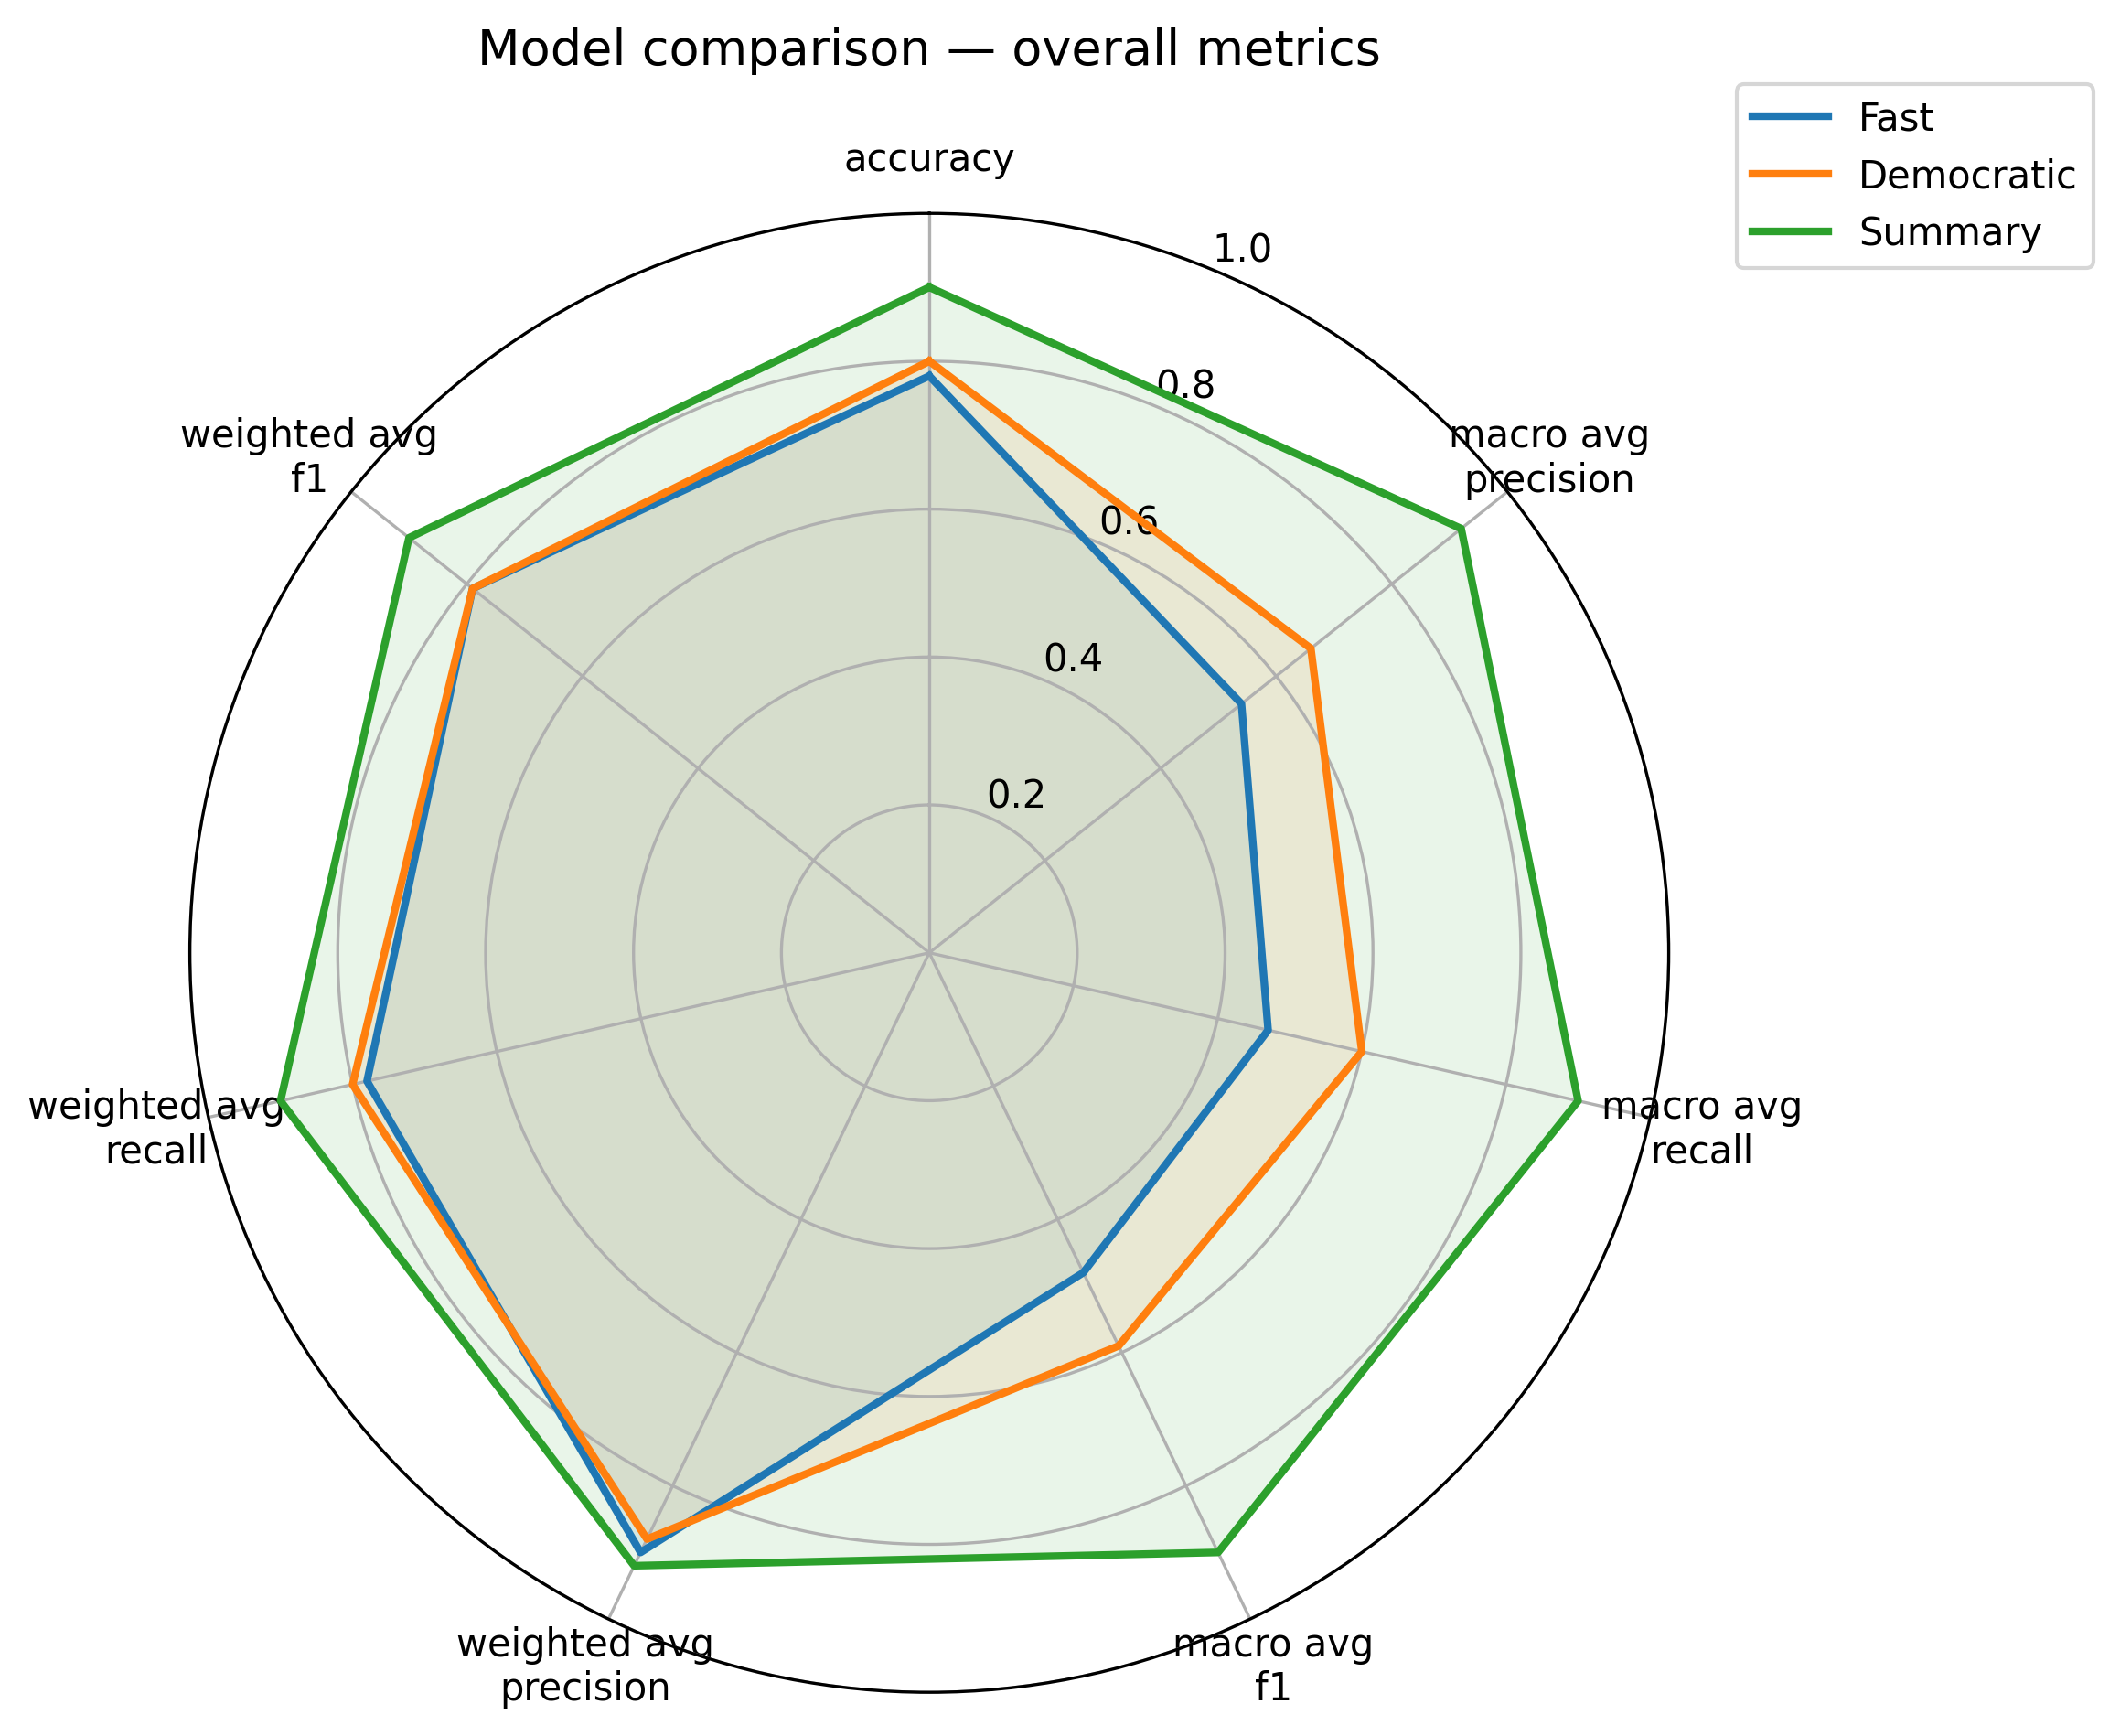 Model comparison — overall metrics
Fast
Democratic
Summary
accuracy
1.0
0.8
0.6
0.4
0.2
macro avg
precision
macro avg
recall
macro avg
f1
weighted avg
precision
weighted avg
recall
weighted avg
f1